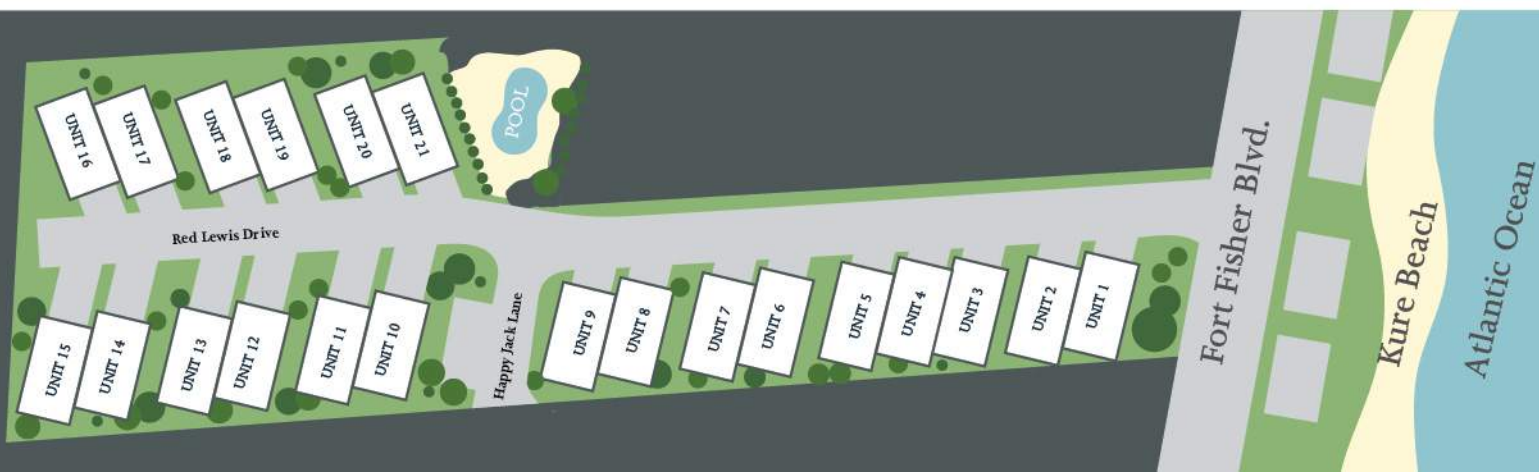 UNIT 16
UNIT 17
UNIT 18
UNIT 19
UNIT 20
UNIT 21
POOL
Red Lewis Drive
Happy Jack Lane
UNIT 15
UNIT 14
UNIT 13
UNIT 12
UNIT 11
UNIT 10
UNIT 9
UNIT 8
UNIT 7
UNIT 6
UNIT 5
UNIT 4
UNIT 3
UNIT 2
UNIT 1
Fort Fisher Blvd.
Kure Beach
Atlantic Ocean